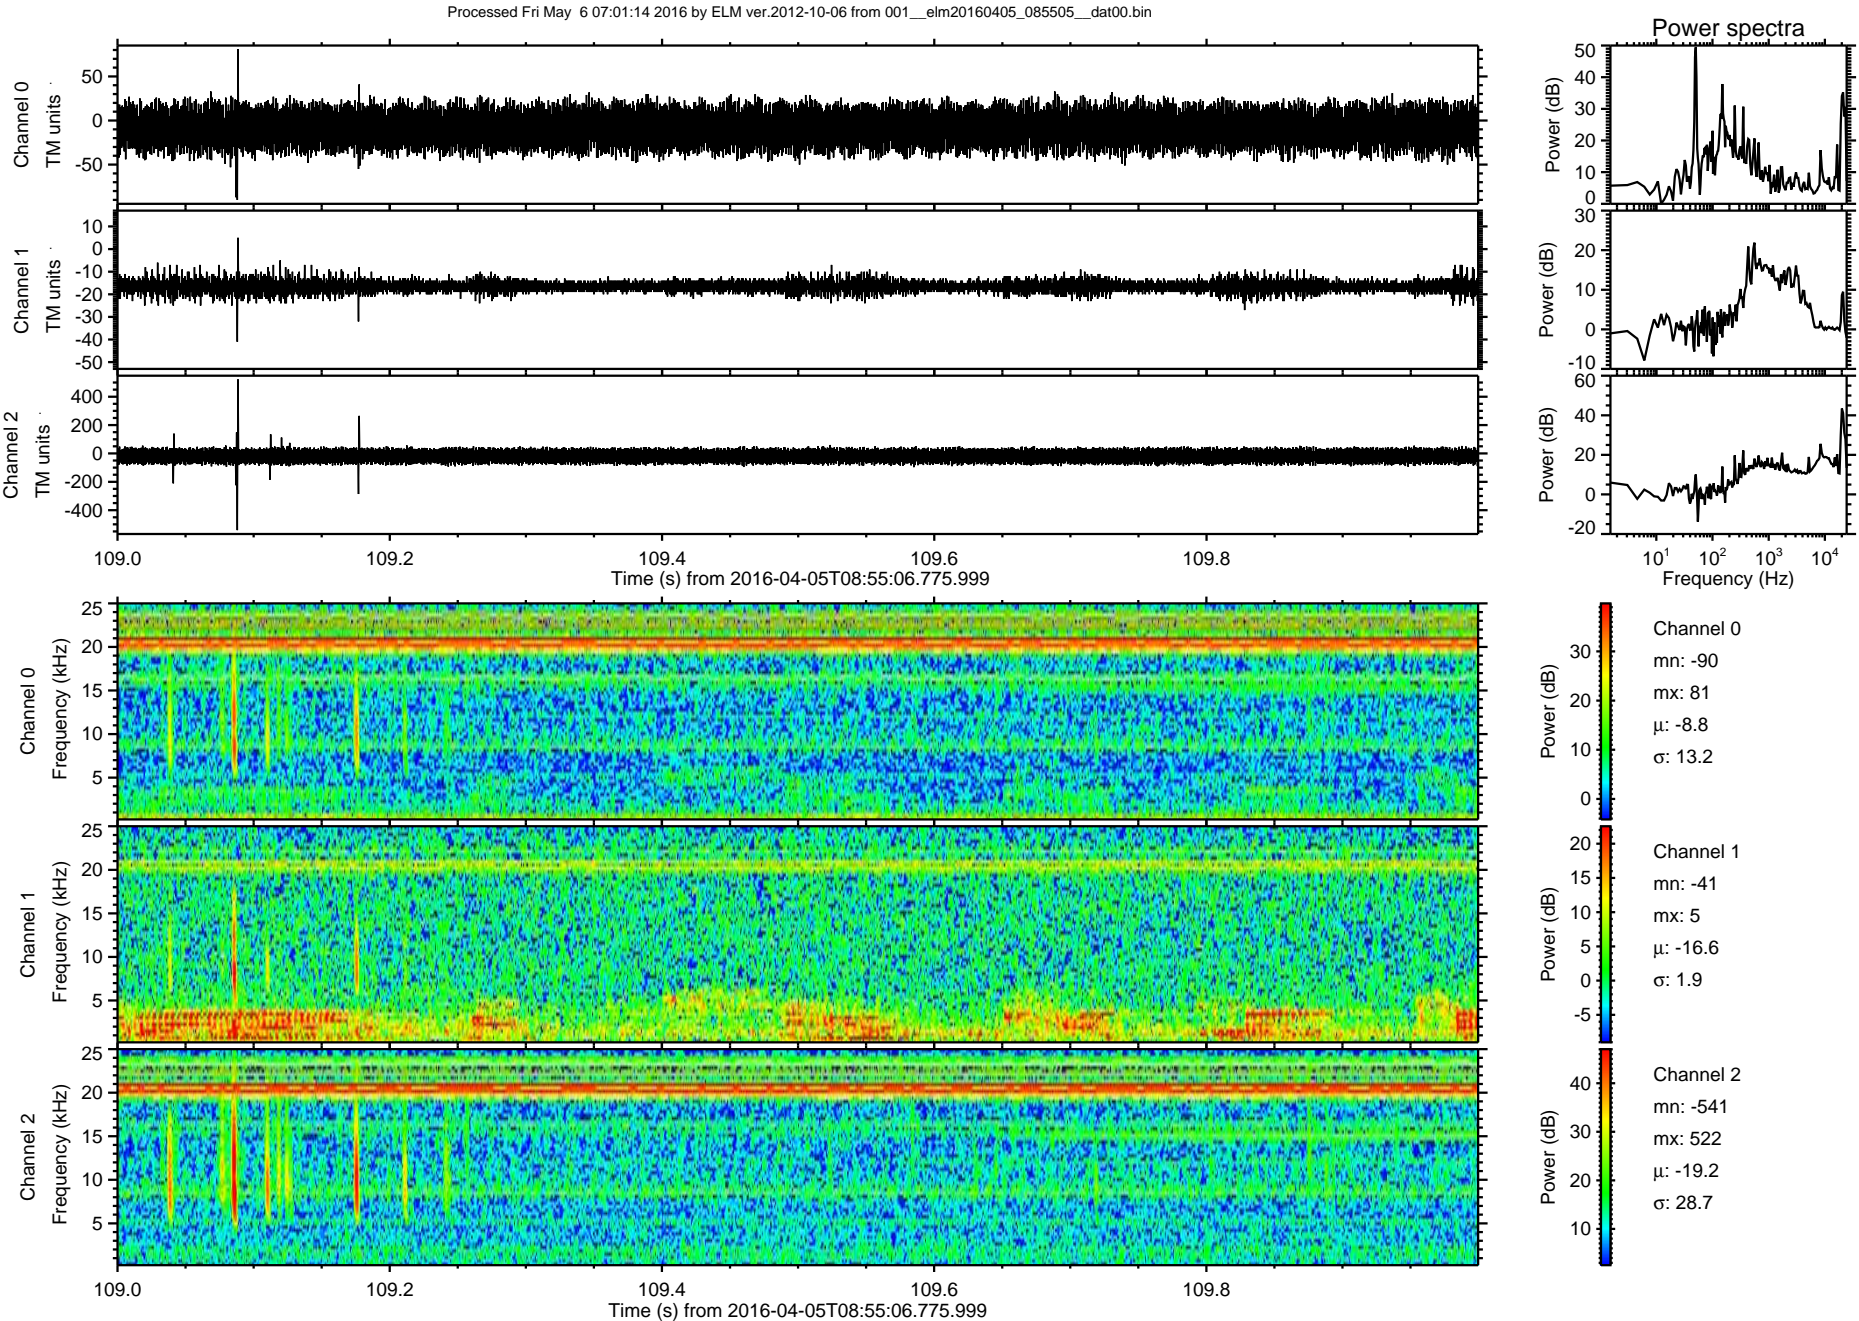 Processed Fri May  6 07:01:14 2016 by ELM ver.2012-10-06 from 001__elm20160405_085505__dat00.bin
Power spectra
Channel 0
TM units
50
0
-50
Power (dB)
50
40
30
20
10
0
Channel 1
TM units
10
0
-10
-20
-30
-40
-50
Power (dB)
30
20
10
0
-10
Channel 2
TM units
400
200
0
-200
-400
Power (dB)
60
40
20
0
-20
109.0
109.2
109.4
109.6
109.8
Time (s) from 2016-04-05T08:55:06.775.999
10¹
10²
10³
10⁴
Frequency (Hz)
Channel 0
Frequency (kHz)
25
20
15
10
5
Power (dB)
30
20
10
0
Channel 0
mn: -90
mx: 81
μ: -8.8
σ: 13.2
Channel 1
Frequency (kHz)
25
20
15
10
5
Power (dB)
20
15
10
5
0
-5
Channel 1
mn: -41
mx: 5
μ: -16.6
σ: 1.9
Channel 2
Frequency (kHz)
25
20
15
10
5
Power (dB)
40
30
20
10
Channel 2
mn: -541
mx: 522
μ: -19.2
σ: 28.7
109.0
109.2
109.4
109.6
109.8
Time (s) from 2016-04-05T08:55:06.775.999